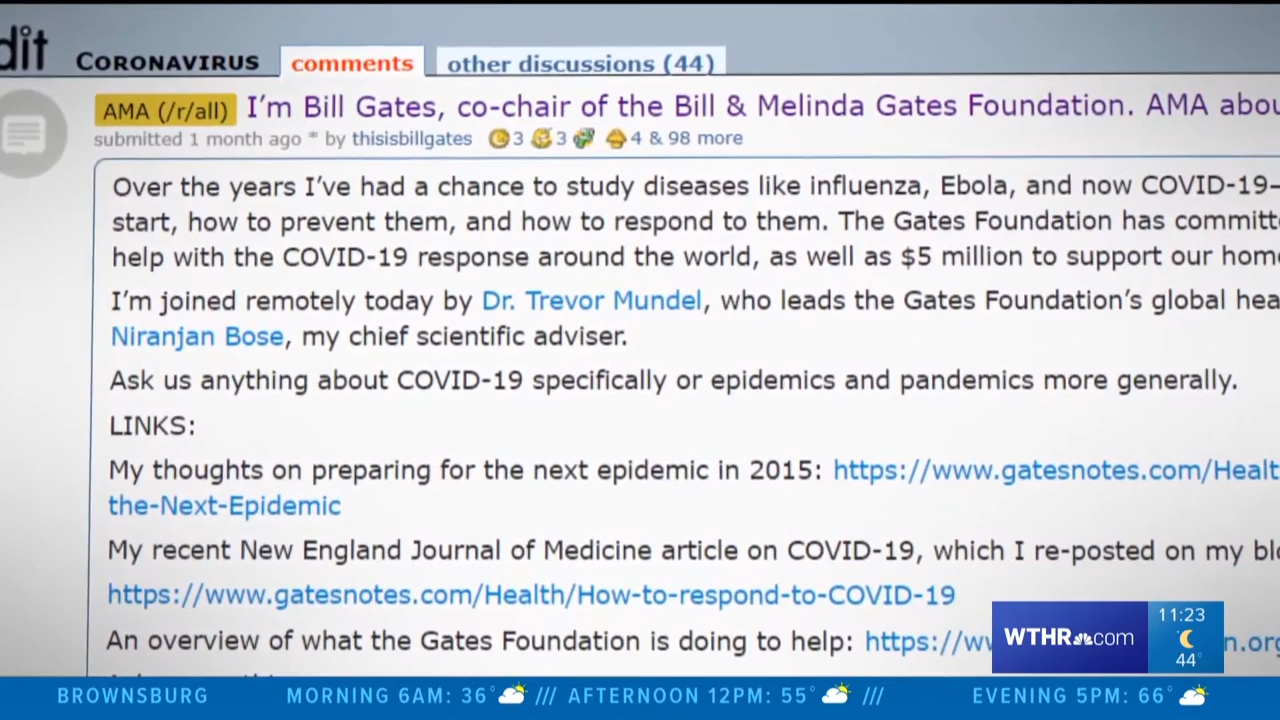 dit CORONAVIRUS comments other discussions (44)
AMA (/r/all) I'm Bill Gates, co-chair of the Bill & Melinda Gates Foundation. AMA abou
submitted 1 month ago * by thisisbillgates 3 3 4 & 98 more
Over the years I've had a chance to study diseases like influenza, Ebola, and now COVID-19—
start, how to prevent them, and how to respond to them. The Gates Foundation has committe
help with the COVID-19 response around the world, as well as $5 million to support our home
I'm joined remotely today by Dr. Trevor Mundel, who leads the Gates Foundation's global hea
Niranjan Bose, my chief scientific adviser.
Ask us anything about COVID-19 specifically or epidemics and pandemics more generally.
LINKS:
My thoughts on preparing for the next epidemic in 2015: https://www.gatesnotes.com/Healt
the-Next-Epidemic
My recent New England Journal of Medicine article on COVID-19, which I re-posted on my blo
https://www.gatesnotes.com/Health/How-to-respond-to-COVID-19
An overview of what the Gates Foundation is doing to help: https://ww n.org
WTHR.com
11:23
44°
BROWNSBURG MORNING 6AM: 36° /// AFTERNOON 12PM: 55° /// EVENING 5PM: 66°